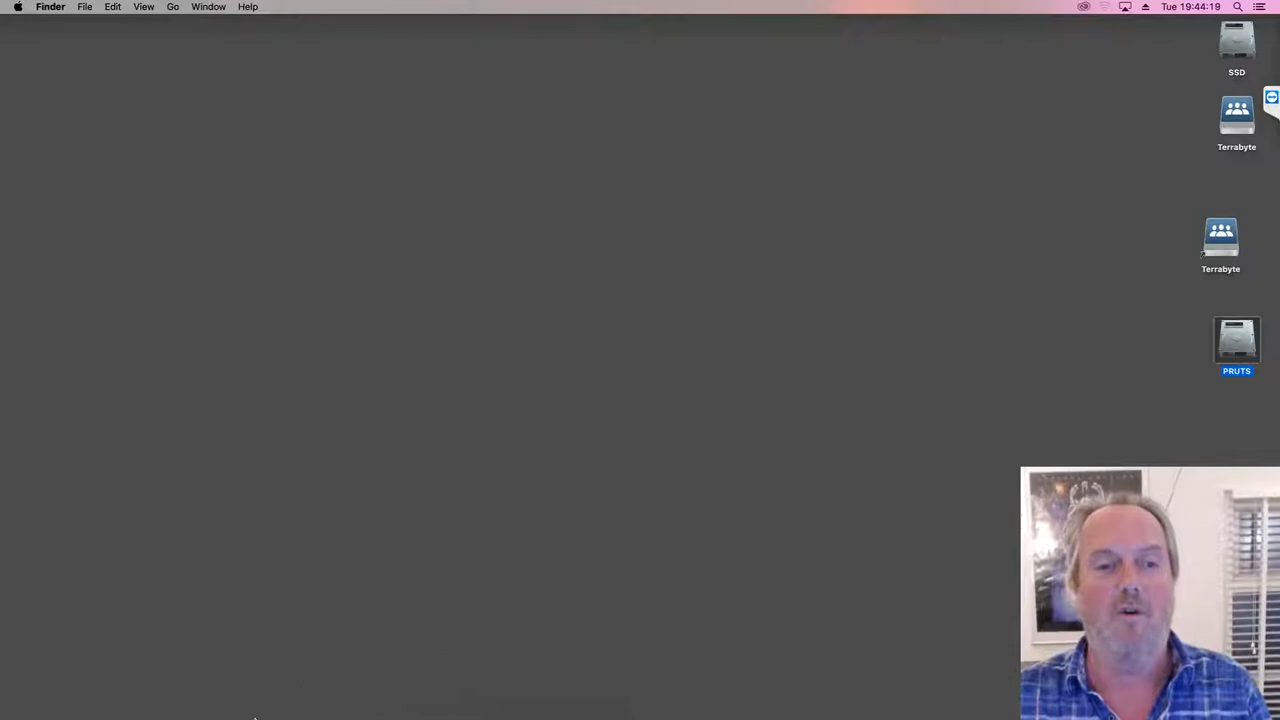 Finder File Edit View Go Window Help Tue 19:44:19
SSD
Terrabyte
Terrabyte
PRUTS